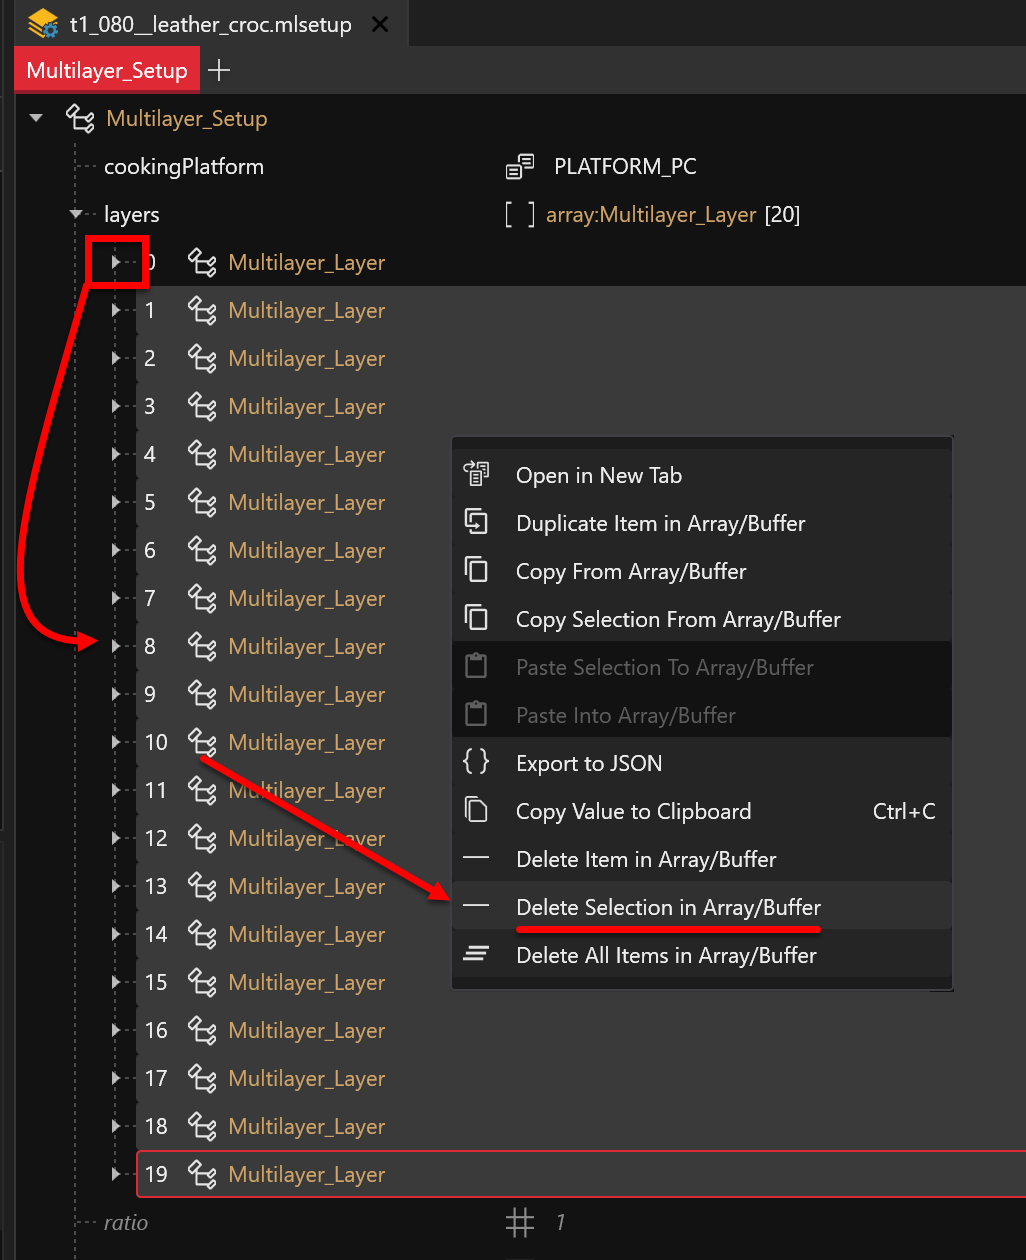 t1_080__leather_croc.mlsetup
Multilayer_Setup
Multilayer_Setup
cookingPlatform PLATFORM_PC
layers [ ] array:Multilayer_Layer [20]
0 Multilayer_Layer
1 Multilayer_Layer
2 Multilayer_Layer
3 Multilayer_Layer
4 Multilayer_Layer
5 Multilayer_Layer
6 Multilayer_Layer
7 Multilayer_Layer
8 Multilayer_Layer
9 Multilayer_Layer
10 Multilayer_Layer
11 Multilayer_Layer
12 Multilayer_Layer
13 Multilayer_Layer
14 Multilayer_Layer
15 Multilayer_Layer
16 Multilayer_Layer
17 Multilayer_Layer
18 Multilayer_Layer
19 Multilayer_Layer
ratio 1
Open in New Tab
Duplicate Item in Array/Buffer
Copy From Array/Buffer
Copy Selection From Array/Buffer
Paste Selection To Array/Buffer
Paste Into Array/Buffer
Export to JSON
Copy Value to Clipboard Ctrl+C
Delete Item in Array/Buffer
Delete Selection in Array/Buffer
Delete All Items in Array/Buffer